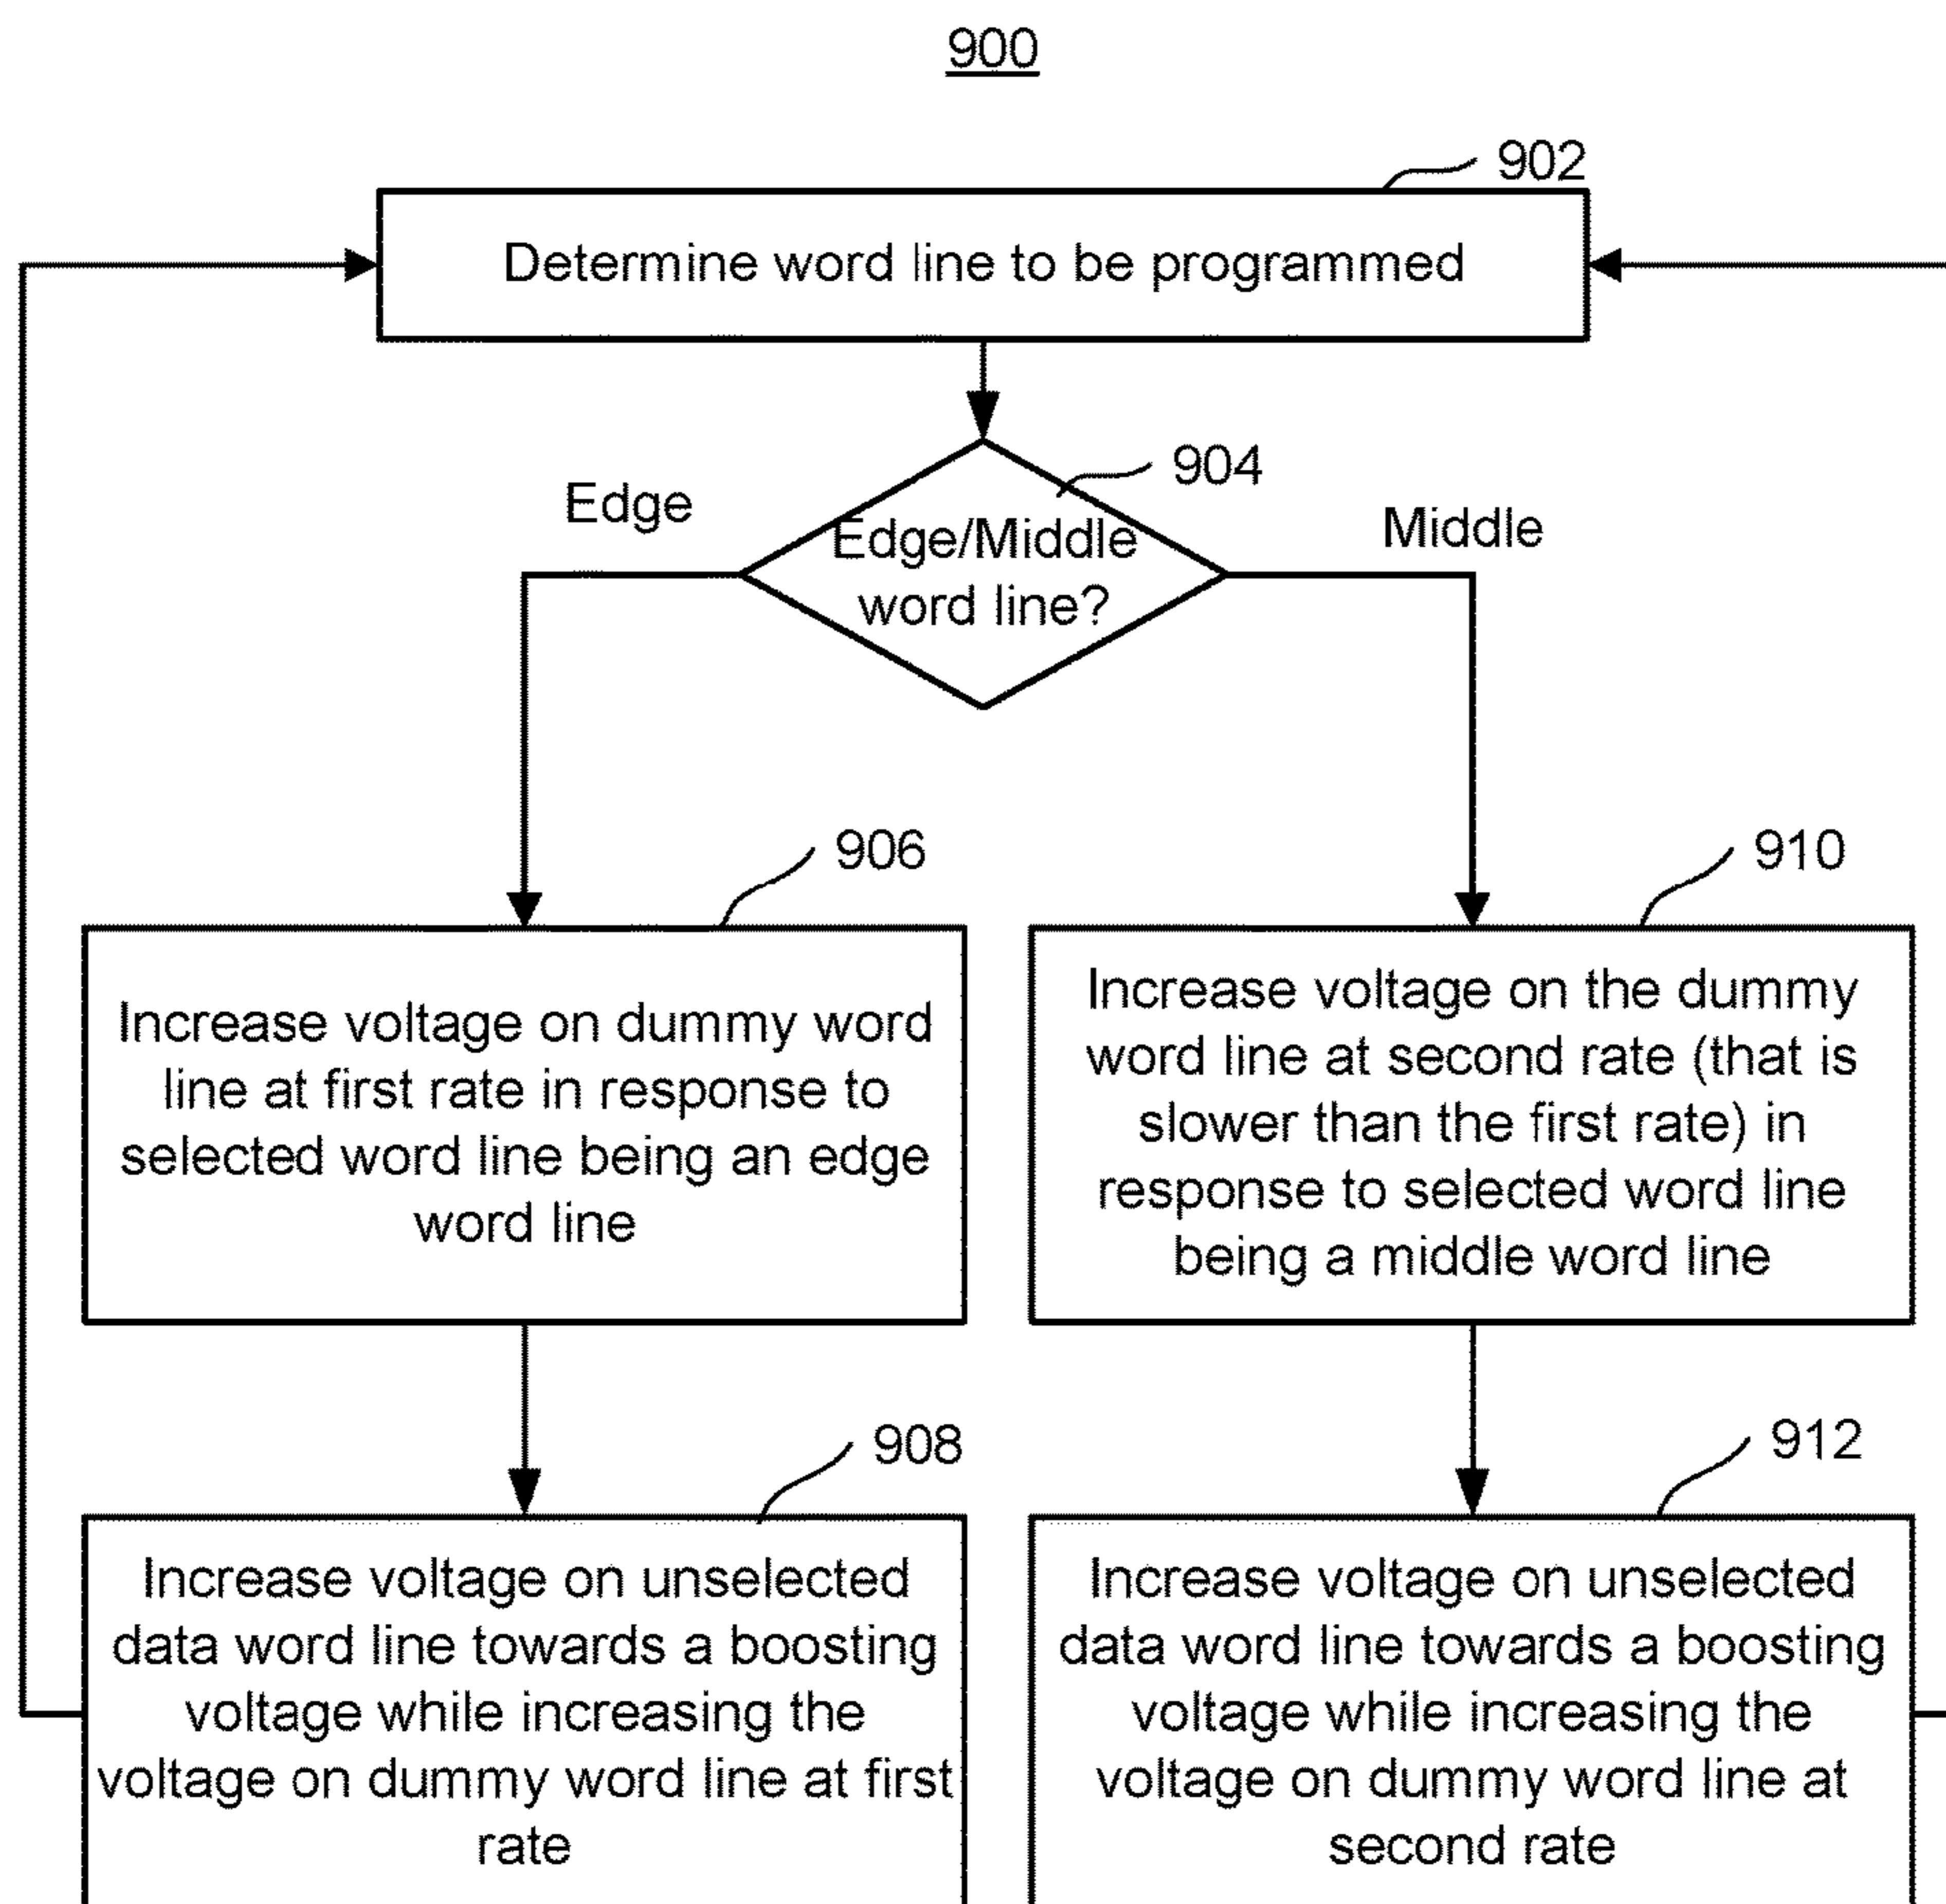 900
902
Determine word line to be programmed
904
Edge
Edge/Middle
word line?
Middle
906
Increase voltage on dummy word
line at first rate in response to
selected word line being an edge
word line
910
Increase voltage on the dummy
word line at second rate (that is
slower than the first rate) in
response to selected word line
being a middle word line
908
Increase voltage on unselected
data word line towards a boosting
voltage while increasing the
voltage on dummy word line at first
rate
912
Increase voltage on unselected
data word line towards a boosting
voltage while increasing the
voltage on dummy word line at
second rate